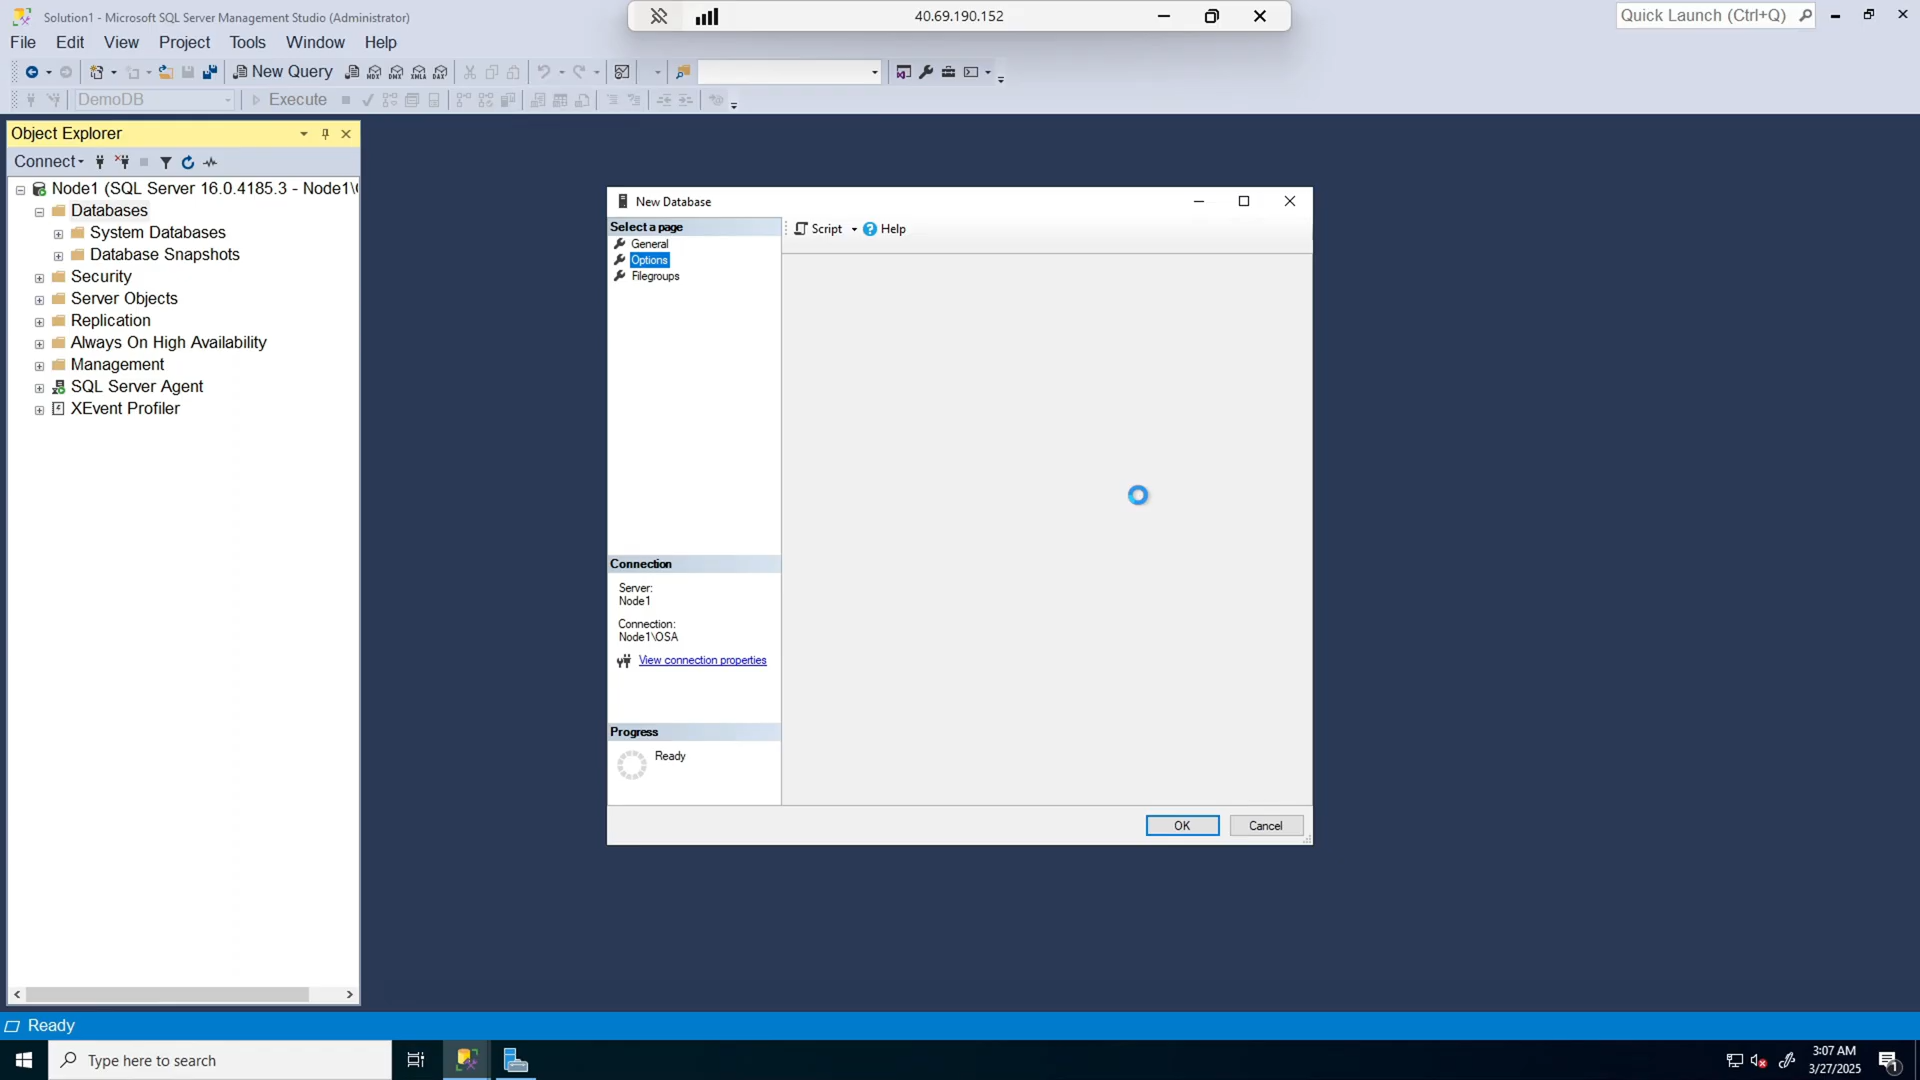 Solution1 - Microsoft SQL Server Management Studio (Administrator)
40.69.190.152
Quick Launch (Ctrl+Q)
File Edit View Project Tools Window Help
New Query
DemoDB
Execute
Object Explorer
Connect
Node1 (SQL Server 16.0.4185.3 - Node1\
Databases
System Databases
Database Snapshots
Security
Server Objects
Replication
Always On High Availability
Management
SQL Server Agent
XEvent Profiler
New Database
Select a page
General
Options
Filegroups
Script
Help
Connection
Server:
Node1
Connection:
Node1\OSA
View connection properties
Progress
Ready
OK
Cancel
Ready
Type here to search
3:07 AM
3/27/2025
1